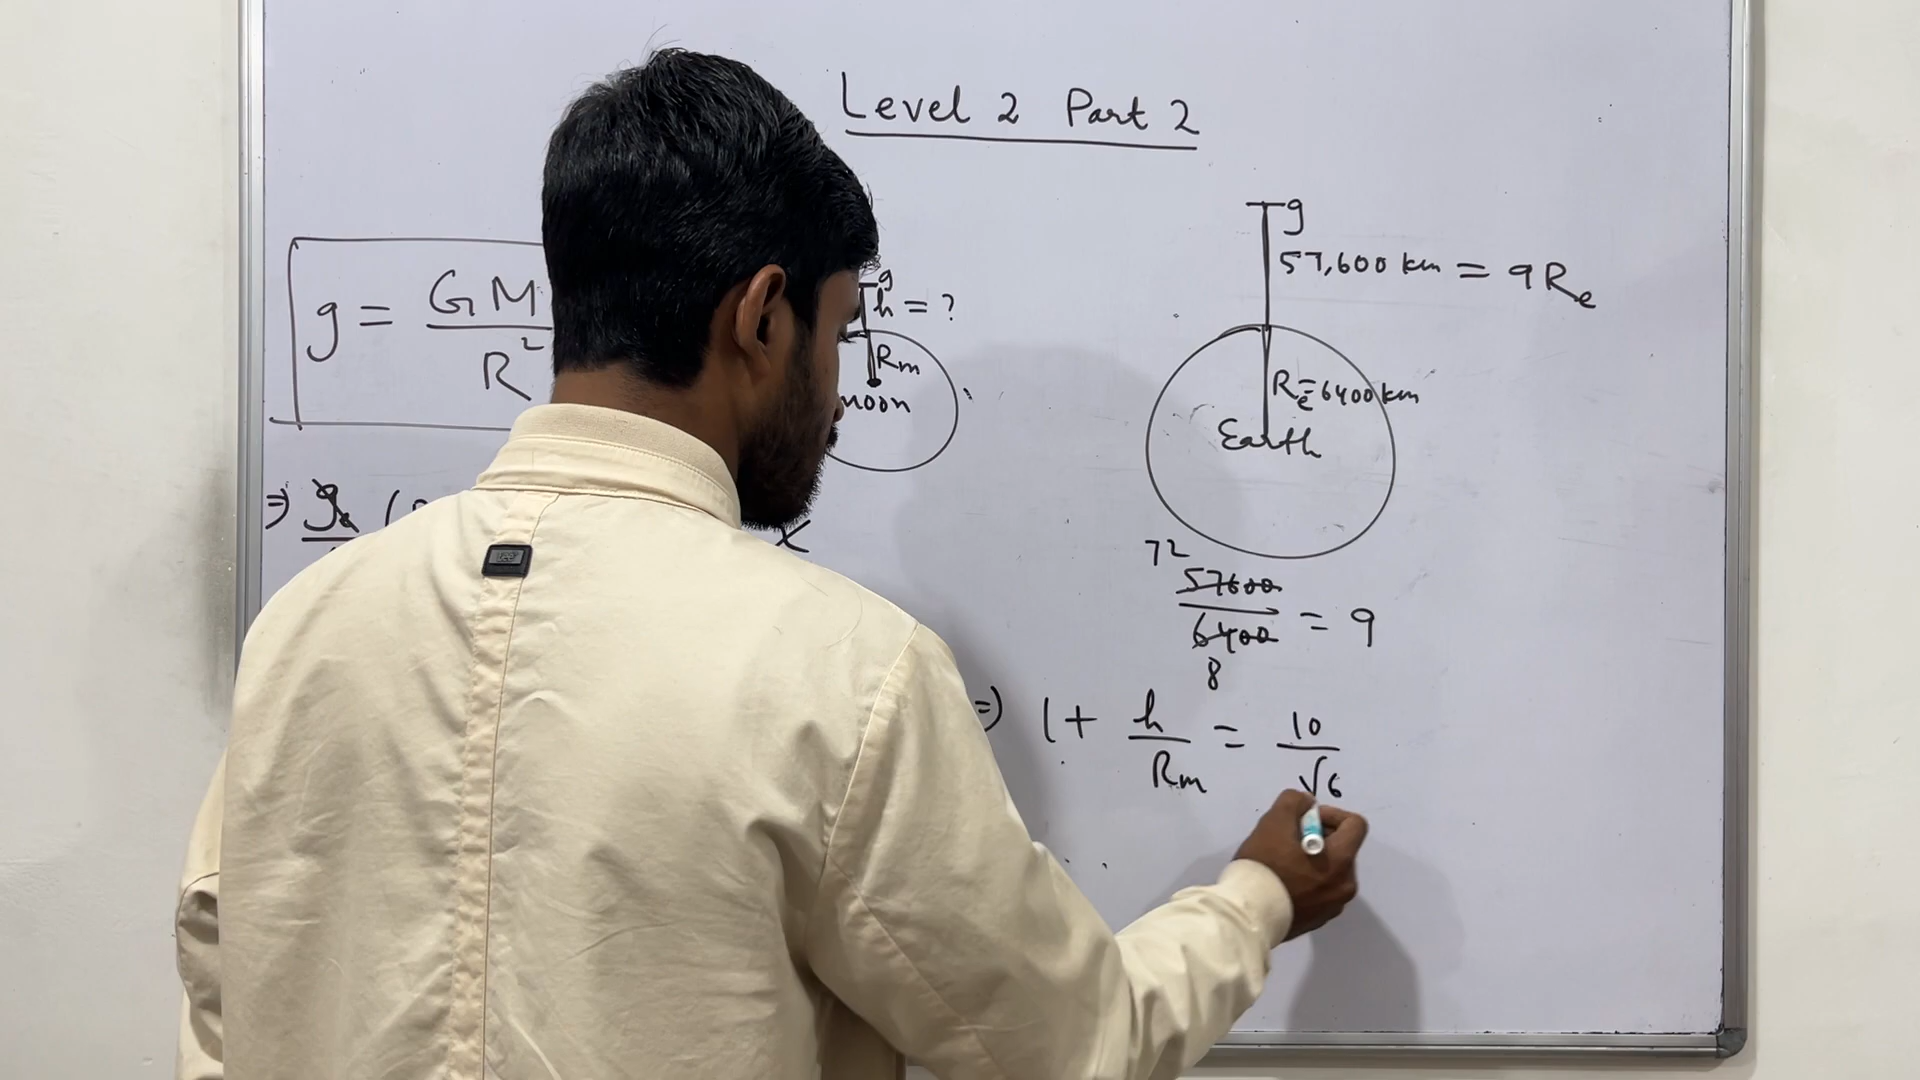 Level 2 Part 2
g = GM
R²
g
h = ?
Rm
moon
g
57,600 km = 9Re
Re=6400km
Earth
72
57600
6400
= 9
8
=) 1 + h/Rm = 10/√6
=)